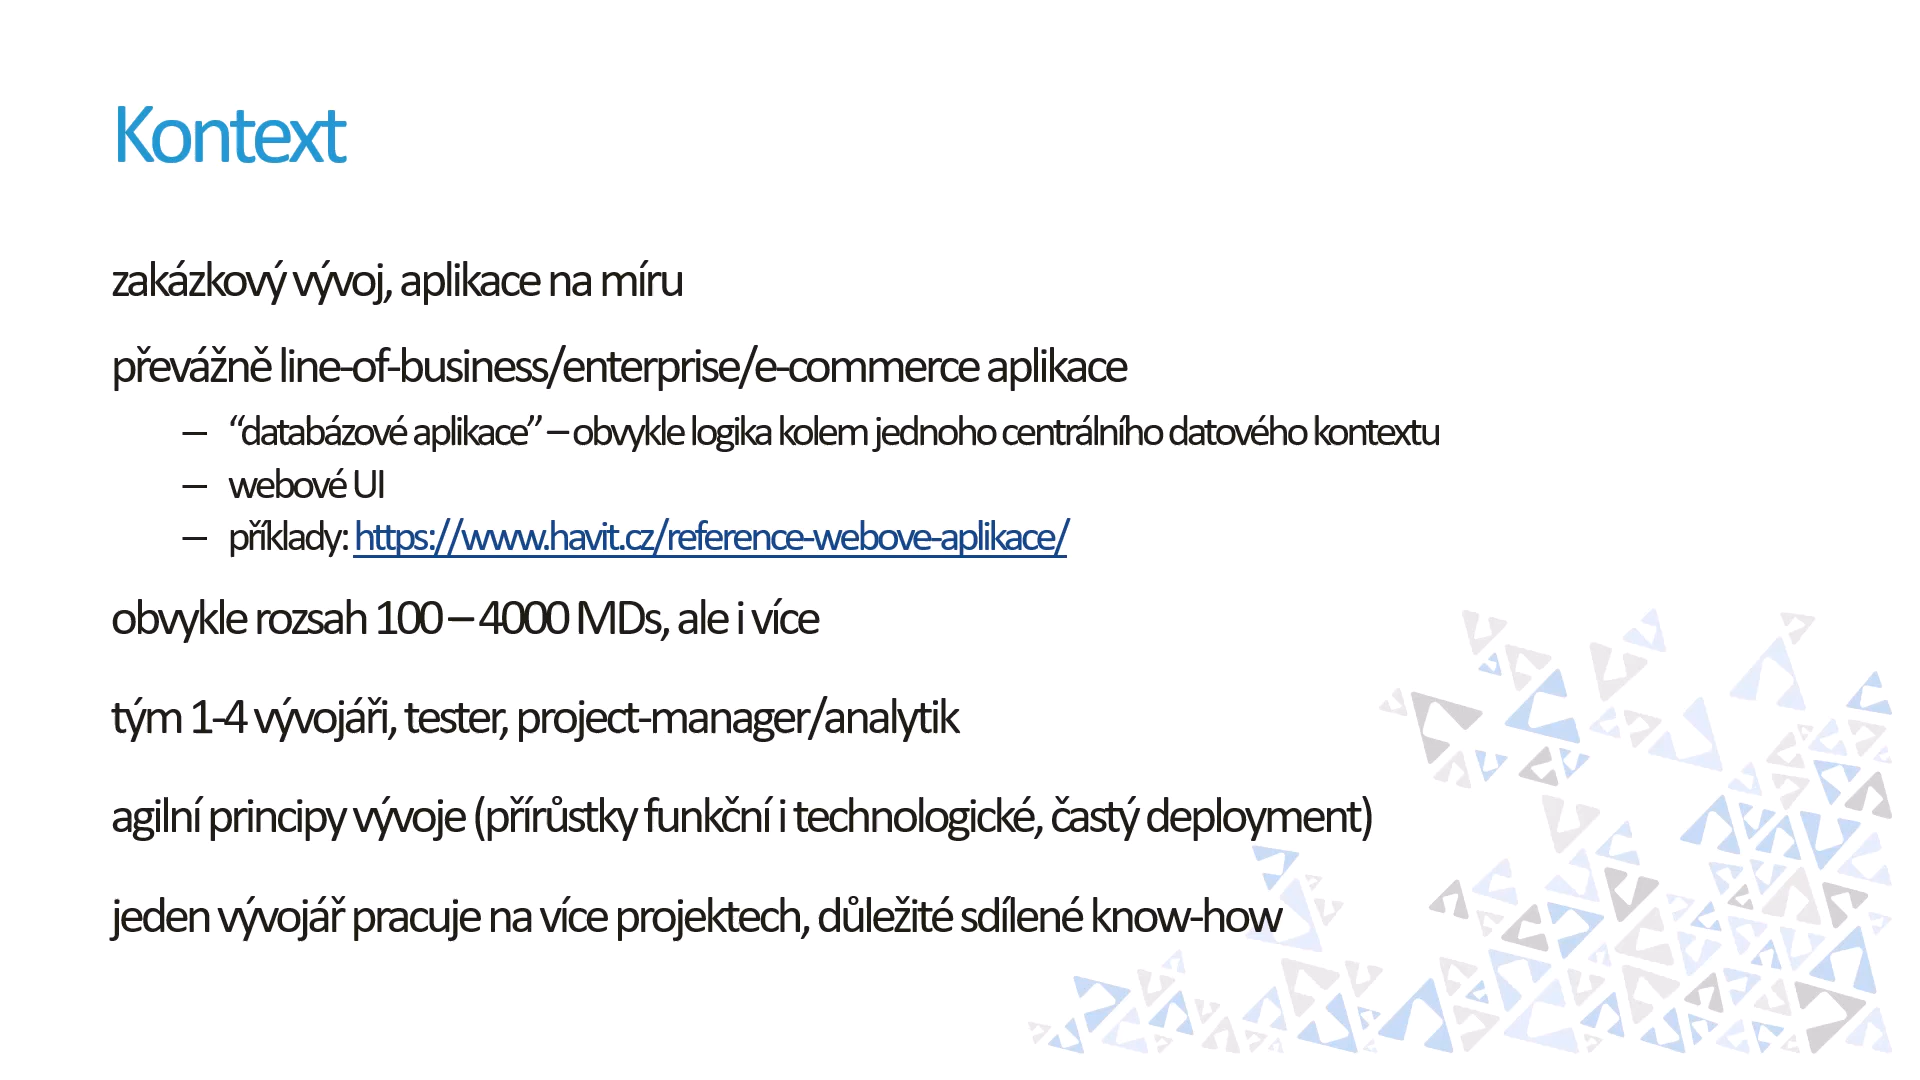 Kontext
zakázkový vývoj, aplikace na míru
převážně line-of-business/enterprise/e-commerce aplikace
– “databázové aplikace” – obvykle logika kolem jednoho centrálního datového kontextu
– webové UI
– příklady: https://www.havit.cz/reference-webove-aplikace/
obvykle rozsah 100 – 4000 MDs, ale i více
tým 1-4 vývojáři, tester, project-manager/analytik
agilní principy vývoje (přírůstky funkční i technologické, častý deployment)
jeden vývojář pracuje na více projektech, důležité sdílené know-how